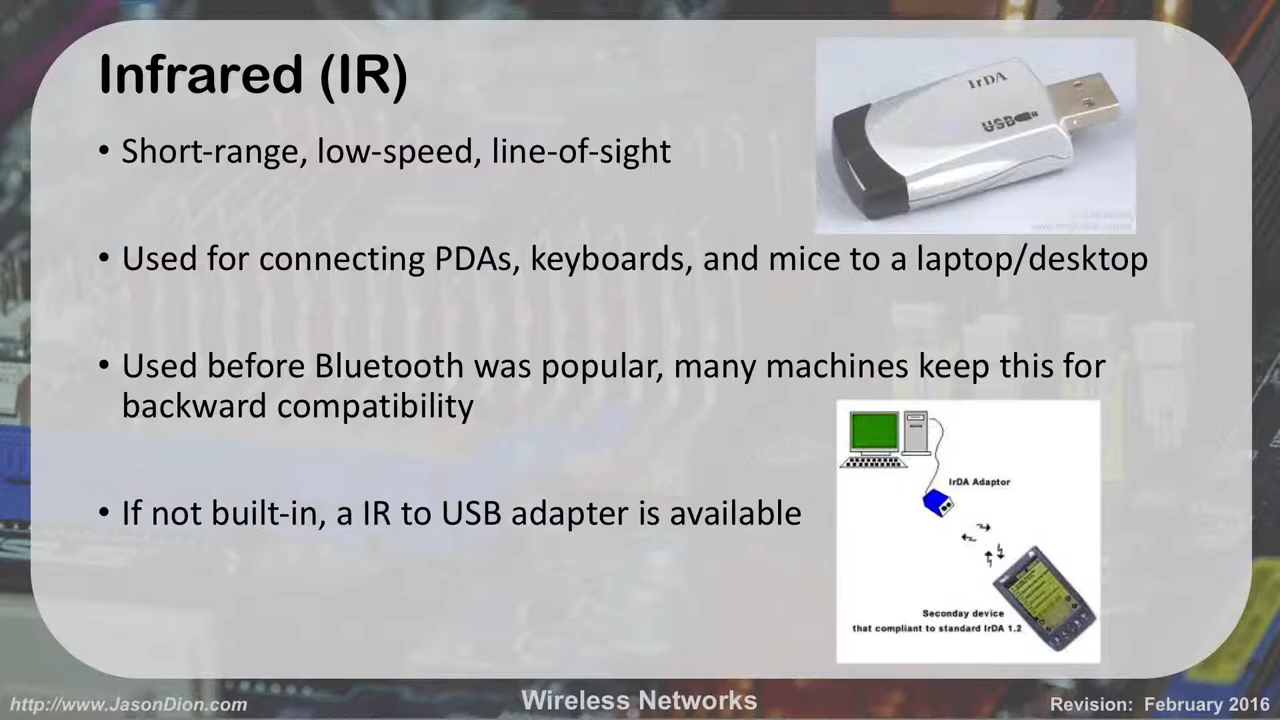 Infrared (IR)
IrDA
USB
• Short-range, low-speed, line-of-sight
• Used for connecting PDAs, keyboards, and mice to a laptop/desktop
• Used before Bluetooth was popular, many machines keep this for
backward compatibility
IrDA Adaptor
• If not built-in, a IR to USB adapter is available
Seconday device
that compliant to standard IrDA 1.2
http://www.JasonDion.com
Wireless Networks
Revision: February 2016